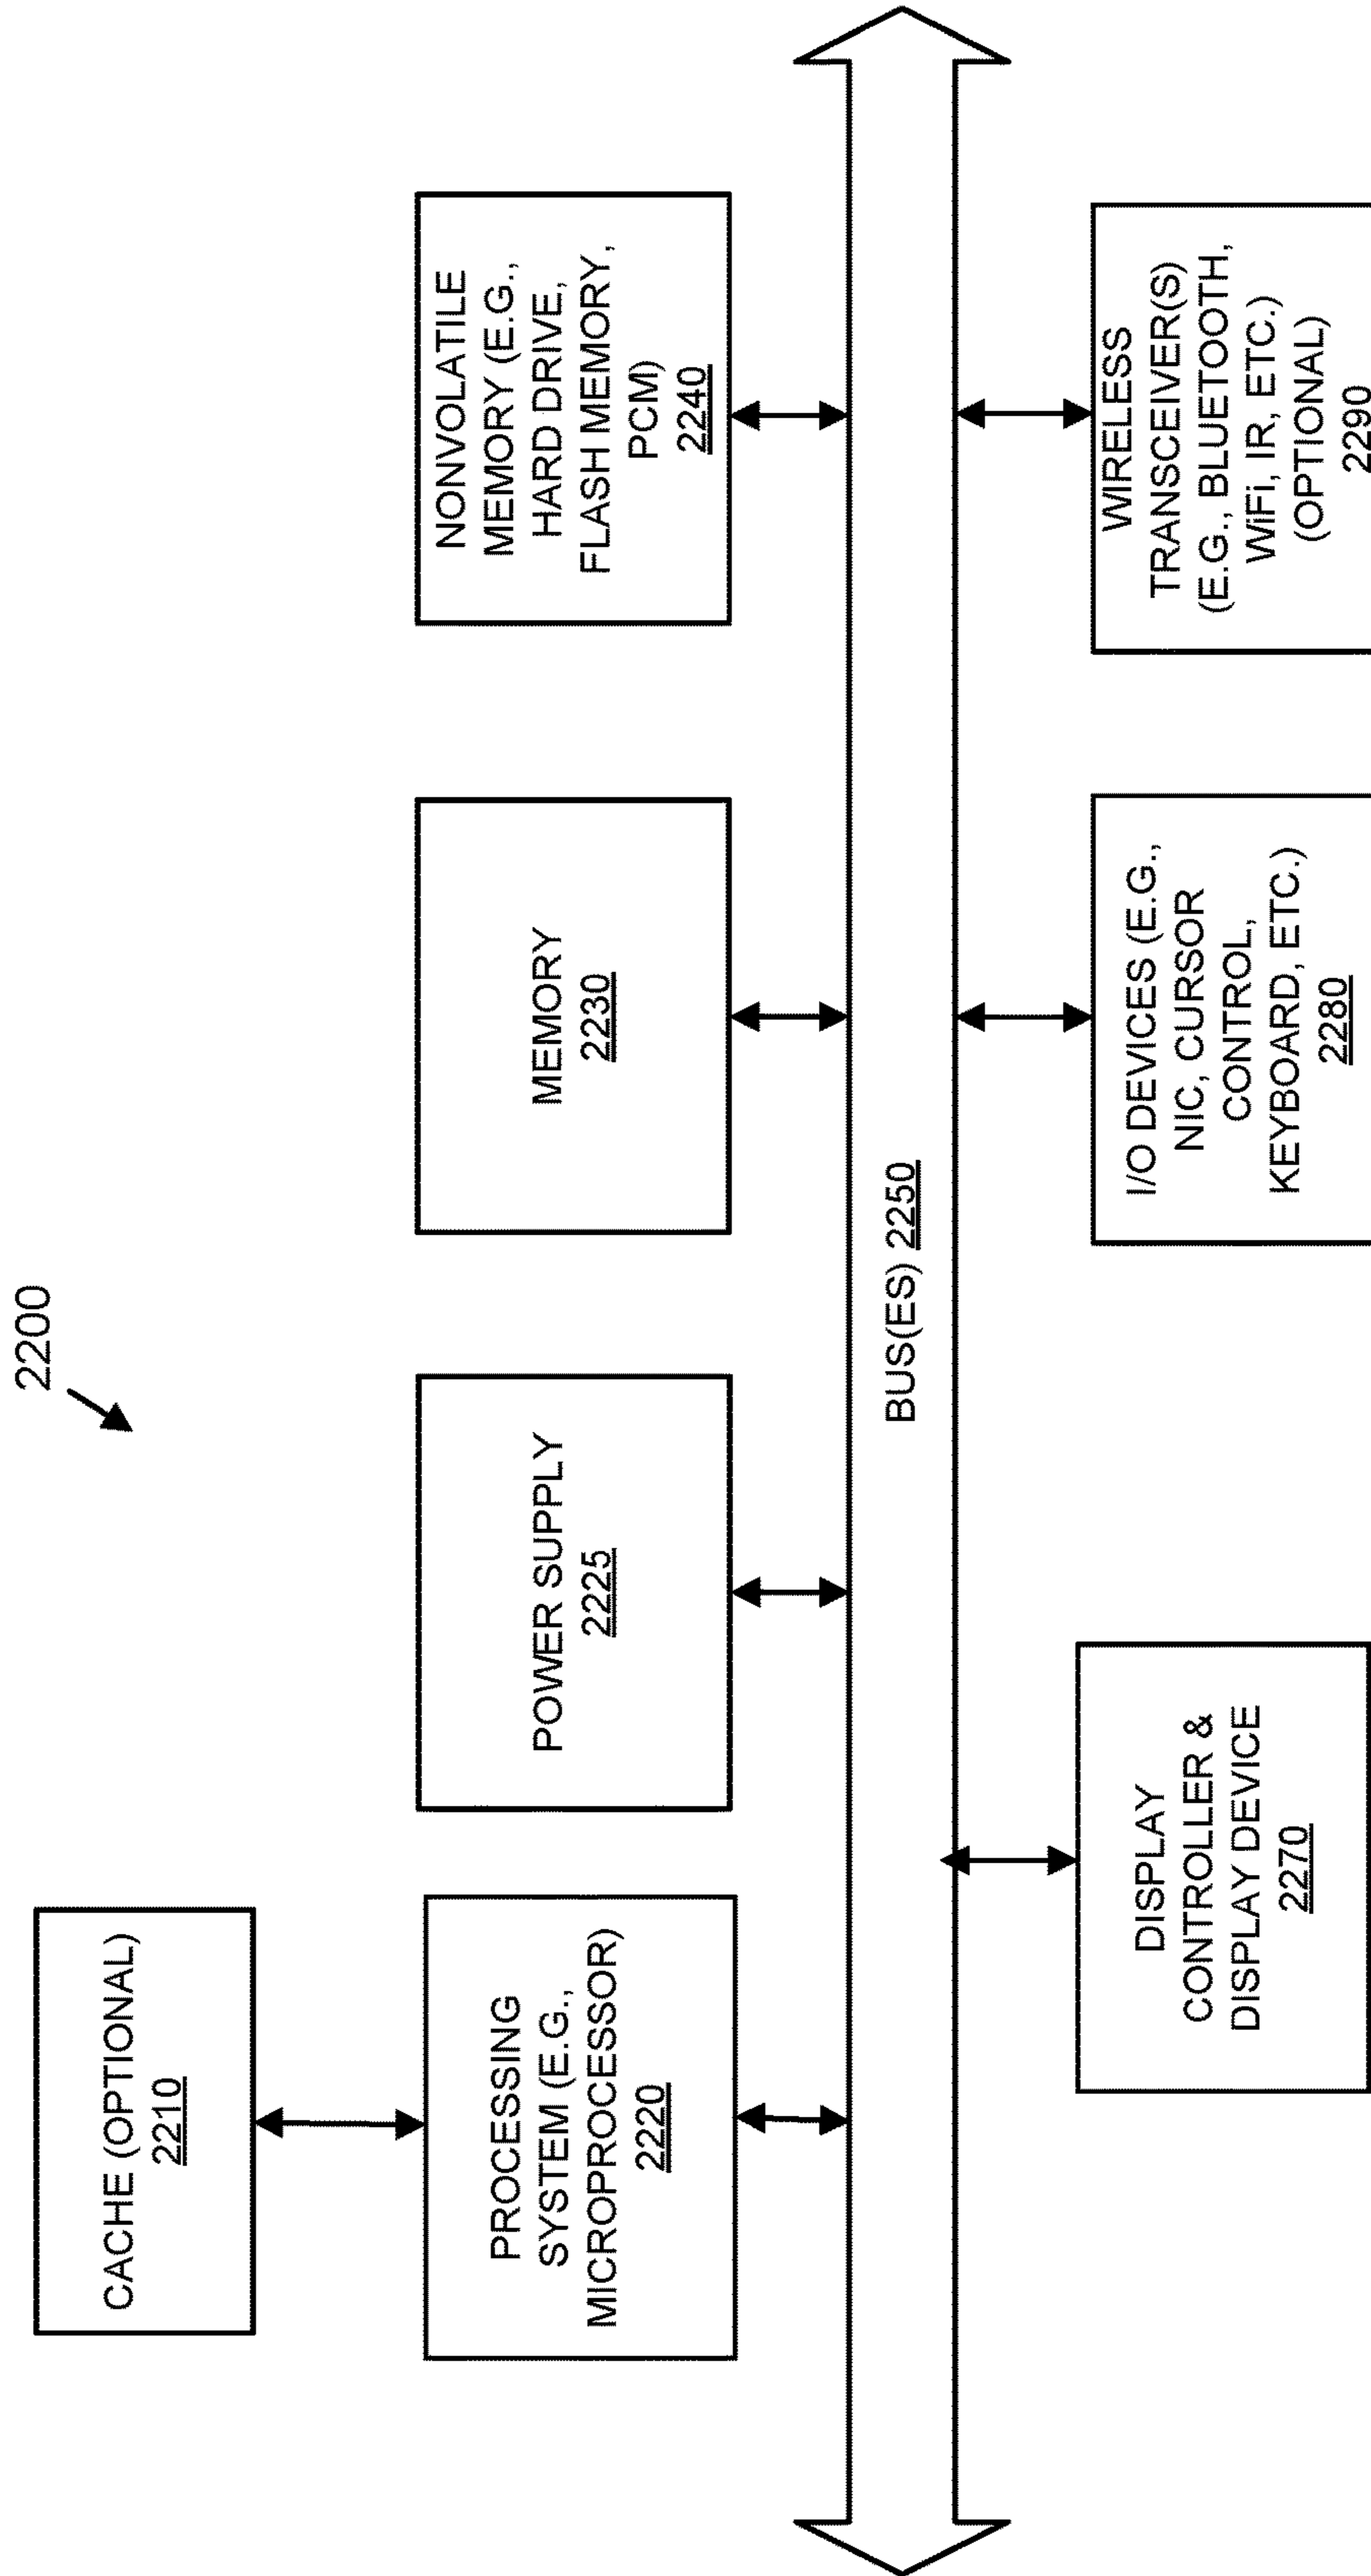 2200
CACHE (OPTIONAL)
2210
PROCESSING
SYSTEM (E.G.,
MICROPROCESSOR)
2220
POWER SUPPLY
2225
MEMORY
2230
NONVOLATILE
MEMORY (E.G.,
HARD DRIVE,
FLASH MEMORY,
PCM)
2240
BUS(ES) 2250
DISPLAY
CONTROLLER &
DISPLAY DEVICE
2270
I/O DEVICES (E.G.,
NIC, CURSOR
CONTROL,
KEYBOARD, ETC.)
2280
WIRELESS
TRANSCEIVER(S)
(E.G., BLUETOOTH,
WiFi, IR, ETC.)
(OPTIONAL)
2290